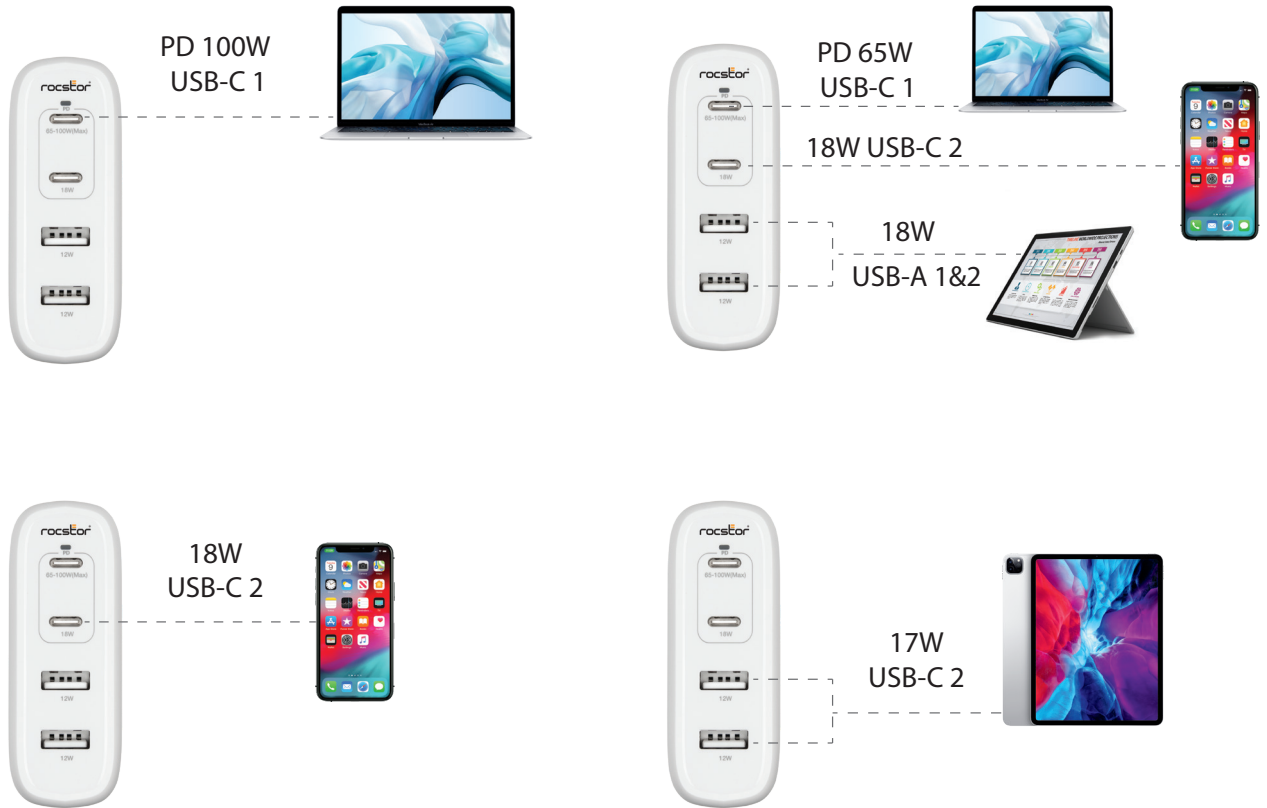 PD 100W
USB-C 1
rocstor
PD
65-100W(Max)
18W
12W
12W
PD 65W
USB-C 1
18W USB-C 2
18W
USB-A 1&2
rocstor
PD
65-100W(Max)
18W
12W
12W
18W
USB-C 2
rocstor
PD
65-100W(Max)
18W
12W
12W
17W
USB-C 2
rocstor
PD
65-100W(Max)
18W
12W
12W